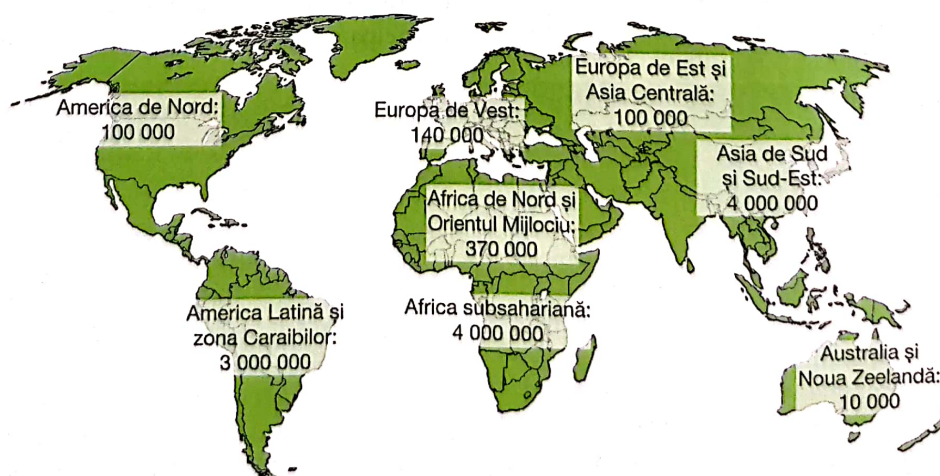 America de Nord:
100 000
Europa de Vest:
140 000
Europa de Est și
Asia Centrală:
100 000
Asia de Sud
și Sud-Est:
4 000 000
Africa de Nord și
Orientul Mijlociu:
370 000
America Latină și
zona Caraibilor:
3 000 000
Africa subsahariană:
4 000 000
Australia și
Noua Zeelandă:
10 000